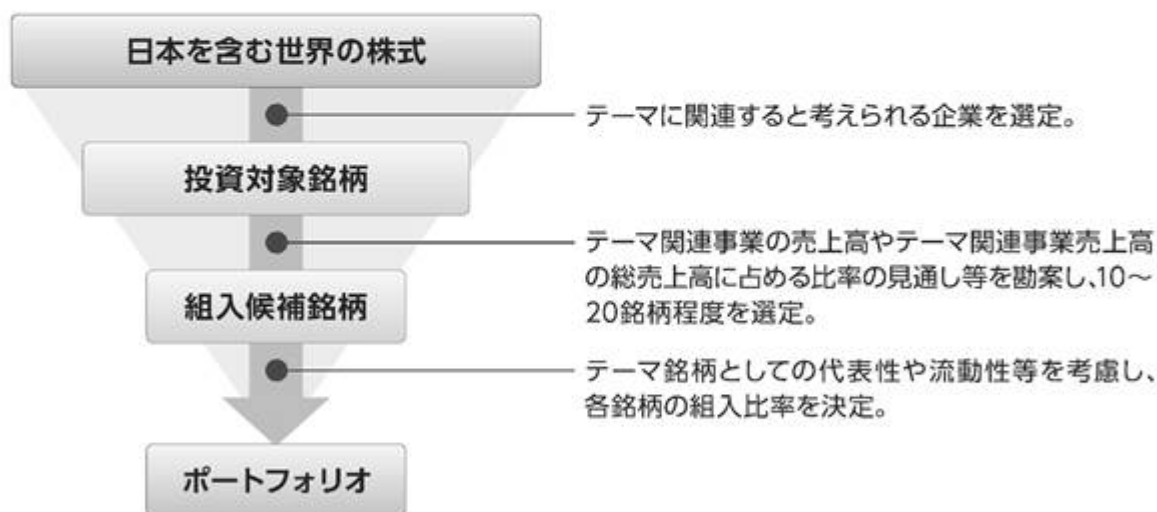 日本を含む世界の株式
テーマに関連すると考えられる企業を選定。
投資対象銘柄
テーマ関連事業の売上高やテーマ関連事業売上高
の総売上高に占める比率の見通し等を勘案し、10～
20銘柄程度を選定。
組入候補銘柄
テーマ銘柄としての代表性や流動性等を考慮し、
各銘柄の組入比率を決定。
ポートフォリオ